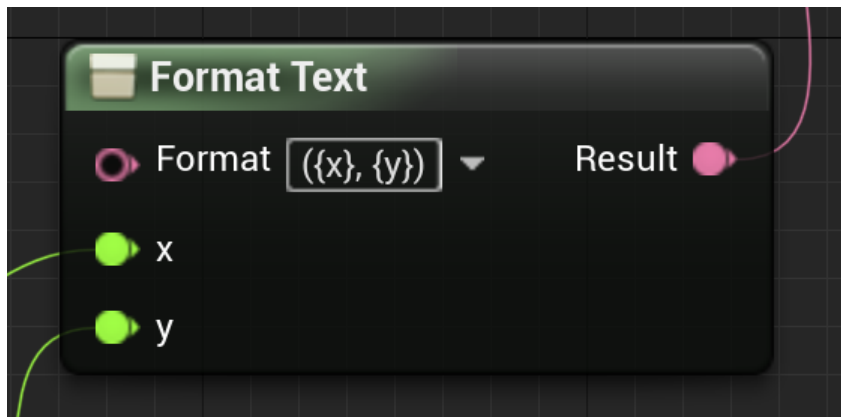 Format Text
Format ({x}, {y}) Result
x
y